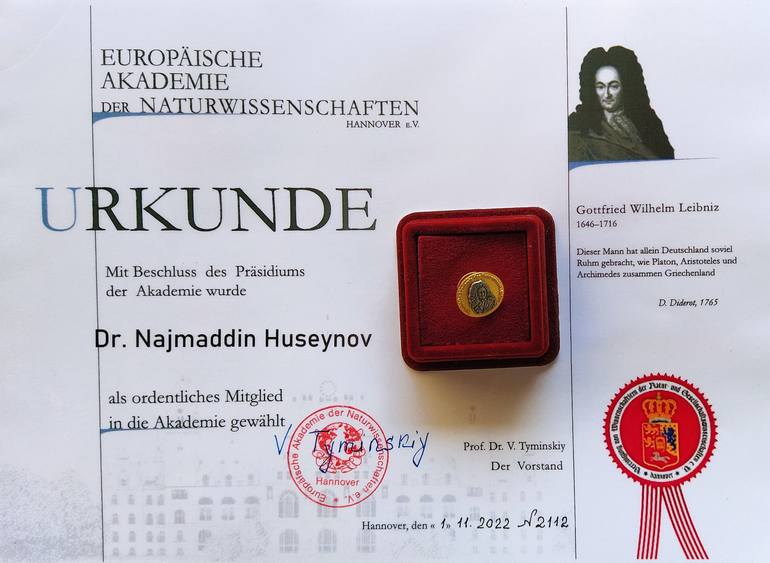 EUROPÄISCHE
AKADEMIE
DER NATURWISSENSCHAFTEN
HANNOVER e.V.
URKUNDE
Mit Beschluss des Präsidiums
der Akademie wurde
Dr. Najmaddin Huseynov
als ordentliches Mitglied
in die Akademie gewählt
V Tyminskiy
Europäische Akademie der Naturwissenschaften e.V.
Hannover
Prof. Dr. V. Tyminskiy
Der Vorstand
Hannover, den « 1» 11. 2022 N2112
Gottfried Wilhelm Leibniz
1646–1716
Dieser Mann hat allein Deutschland soviel
Ruhm gebracht, wie Platon, Aristoteles und
Archimedes zusammen Griechenland
D. Diderot, 1765